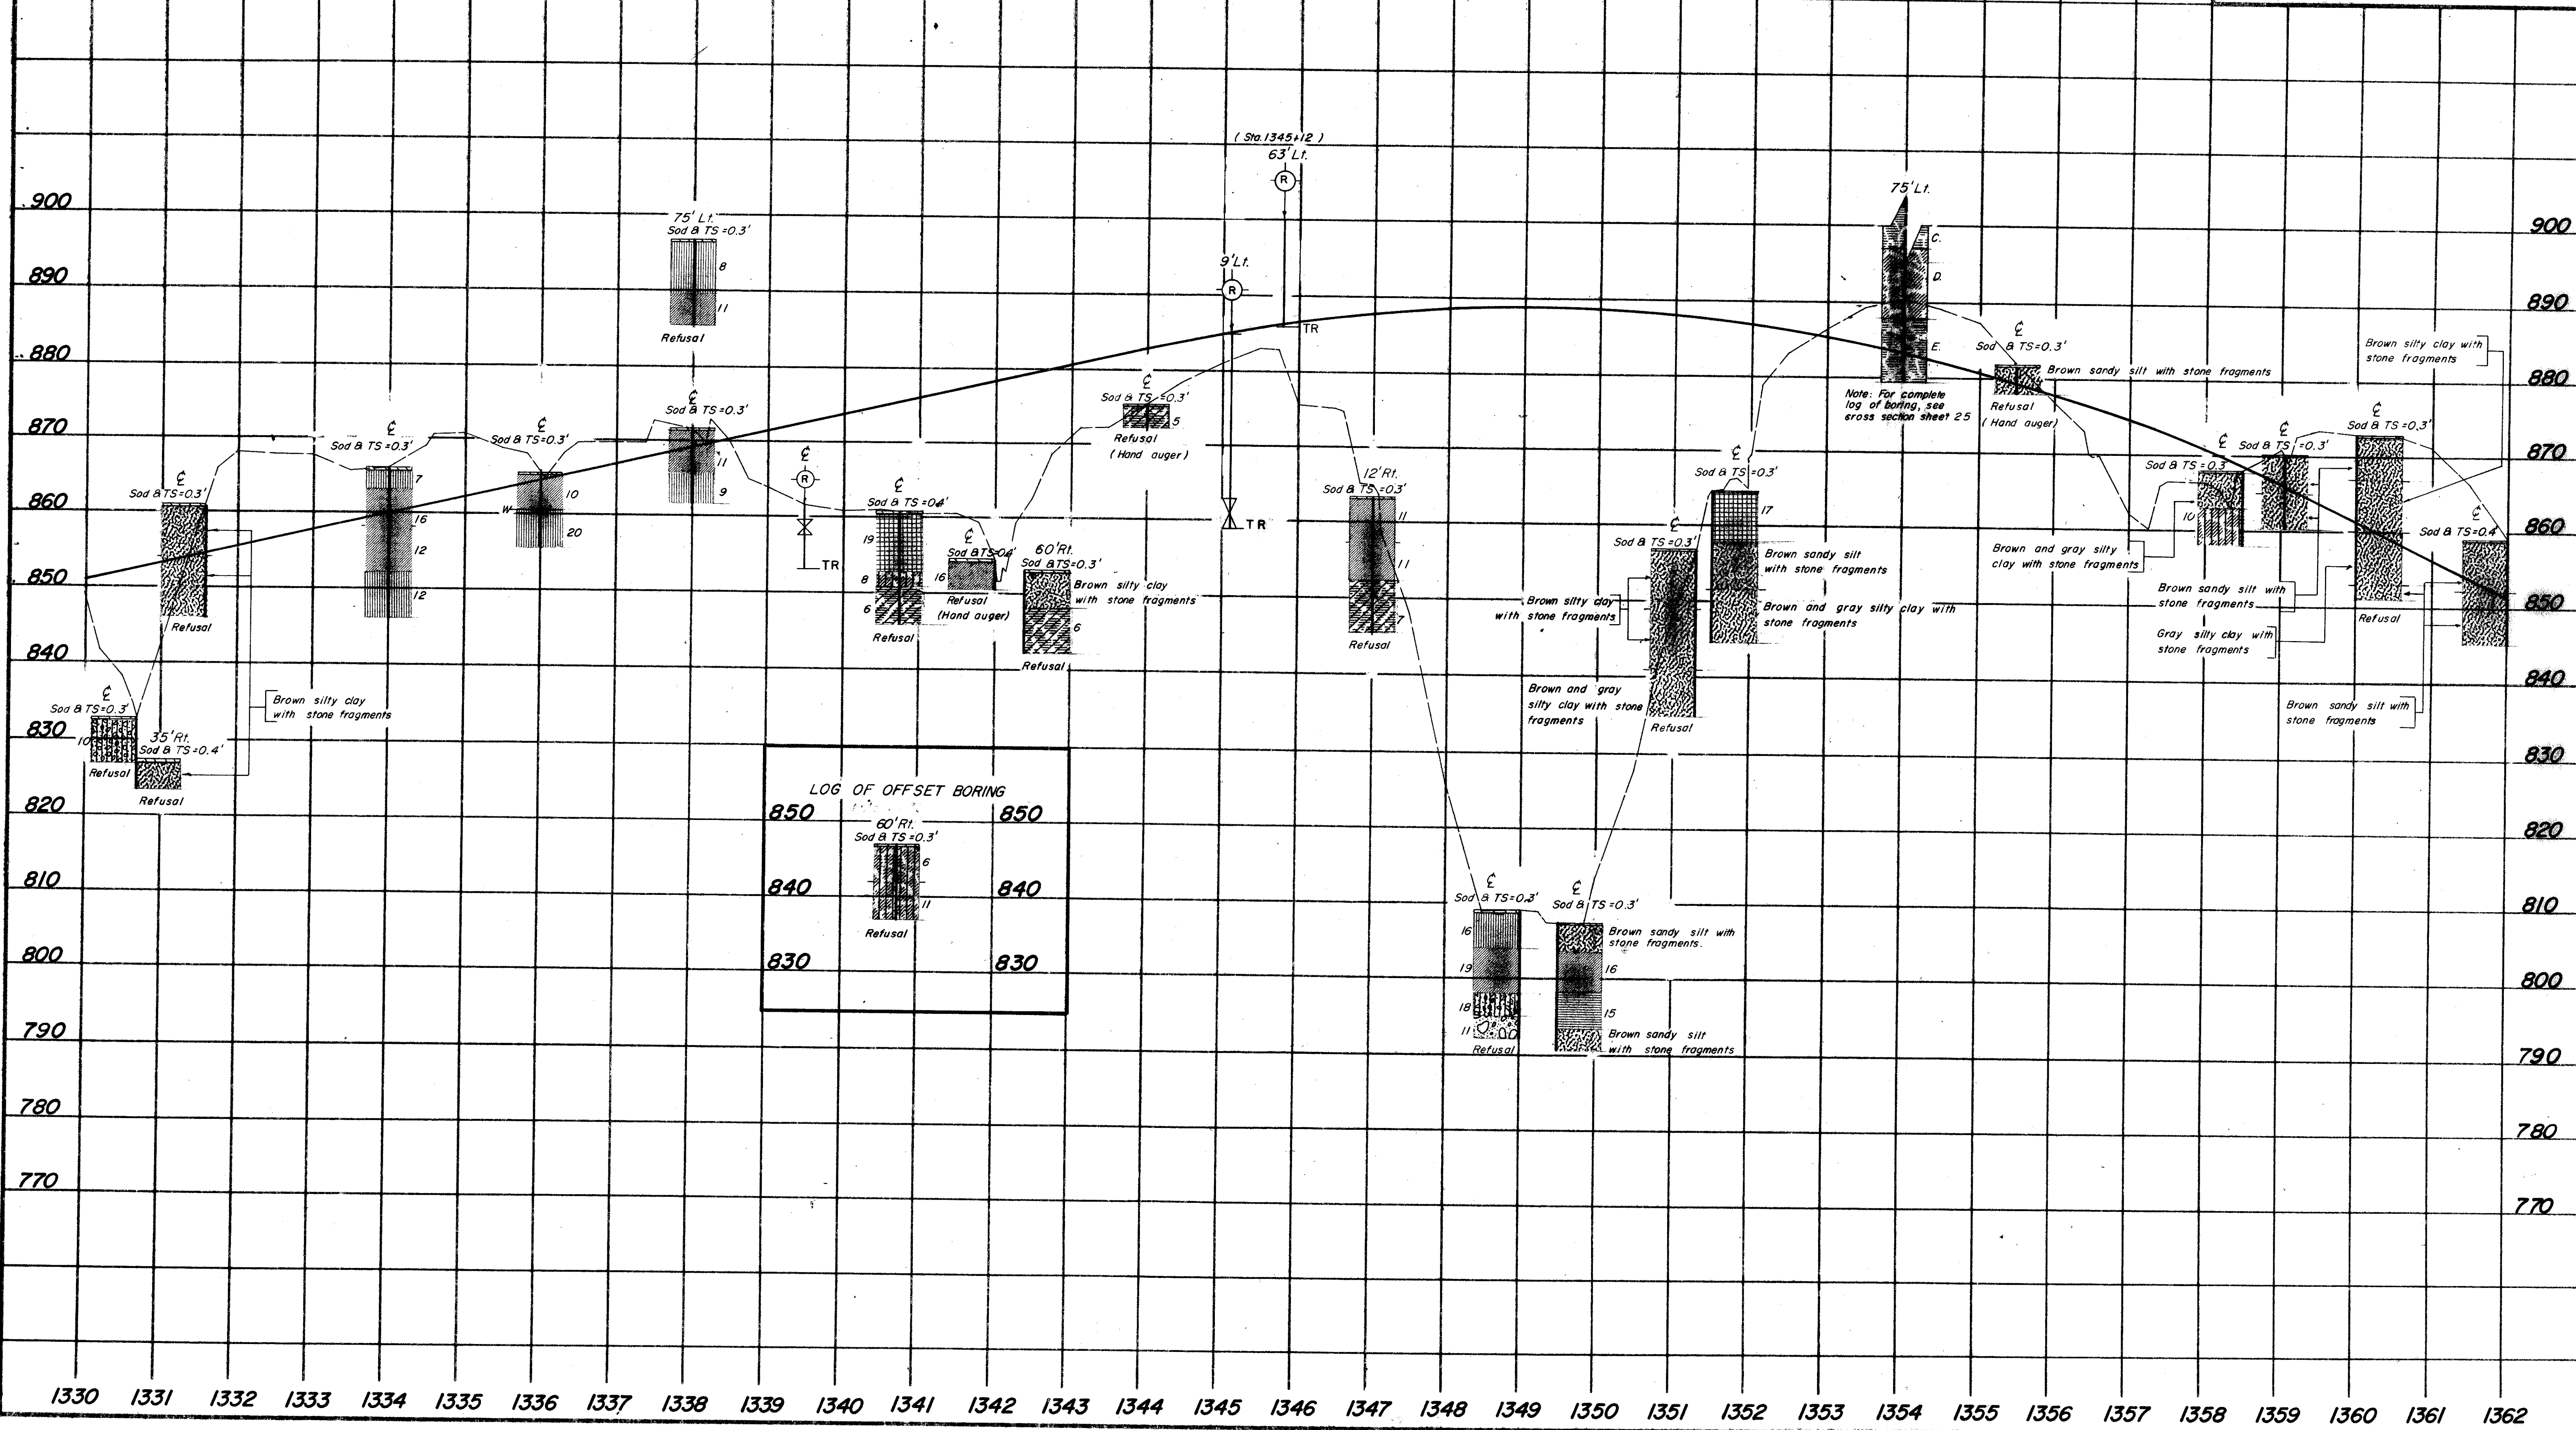 ( Sta. 1345+12 )
63' Lt.
R
TR
9' Lt.
R
TR
75' Lt.
C.
D.
E.
Note: For complete
log of boring, see
cross section sheet 25
75' Lt.
Sod & TS = 0.3'
8
11
Refusal
900
890
880
870
860
850
840
830
820
810
800
790
780
770
900
890
880
870
860
850
840
830
820
810
800
790
780
770
℄
Sod & TS=0.3'
10
Refusal
35' Rt.
Sod & TS=0.4'
Refusal
℄
Sod & TS=0.3'
Refusal
Brown silty clay
with stone fragments
℄
Sod & TS=0.3'
7
16
12
12
℄
Sod & TS=0.3'
W
10
20
℄
Sod & TS=0.3'
11
9
℄
R
TR
℄
Sod & TS=0.4'
19
8
6
Refusal
℄
Sod & TS=0.4'
16
Refusal
(Hand auger)
60' Rt.
Sod & TS=0.3'
Brown silty clay
with stone fragments
6
Refusal
℄
Sod & TS=0.3'
5
Refusal
( Hand auger )
12' Rt.
Sod & TS=0.3'
11
11
7
Refusal
℄
Sod & TS=0.3'
16
19
18
11
Refusal
℄
Sod & TS=0.3'
Brown sandy silt with
stone fragments.
16
15
Brown sandy silt
with stone fragments
℄
Sod & TS=0.3'
Brown silty clay
with stone fragments
Brown and gray
silty clay with stone
fragments
Refusal
℄
Sod & TS=0.3'
17
Brown sandy silt
with stone fragments
Brown and gray silty clay with
stone fragments
℄
Sod & TS=0.3'
Brown sandy silt with stone fragments
Refusal
( Hand auger)
℄
Sod & TS=0.3
10
Brown and gray silty
clay with stone fragments
℄
Sod & TS=0.3'
Brown sandy silt with
stone fragments
℄
Sod & TS=0.3'
Brown silty clay with
stone fragments
Gray silty clay with
stone fragments
Refusal
℄
Sod & TS=0.4'
Brown sandy silt with
stone fragments
LOG OF OFFSET BORING
850
850
60' Rt.
Sod & TS=0.3'
6
840
840
11
Refusal
830
830
1330 1331 1332 1333 1334 1335 1336 1337 1338 1339 1340 1341 1342 1343 1344 1345 1346 1347 1348 1349 1350 1351 1352 1353 1354 1355 1356 1357 1358 1359 1360 1361 1362